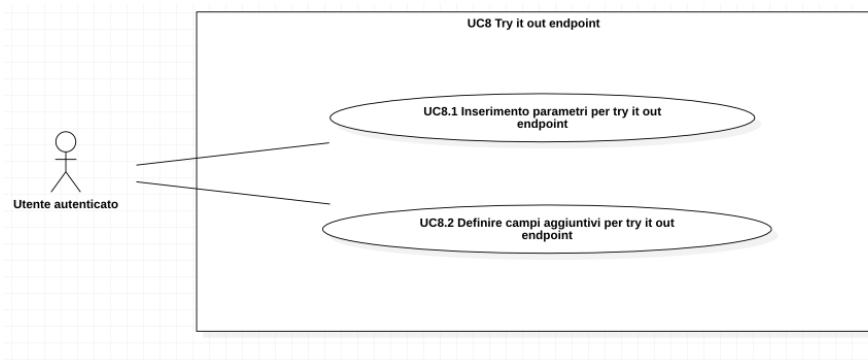 UC8 Try it out endpoint
UC8.1 Inserimento parametri per try it out
endpoint
Utente autenticato
UC8.2 Definire campi aggiuntivi per try it out
endpoint